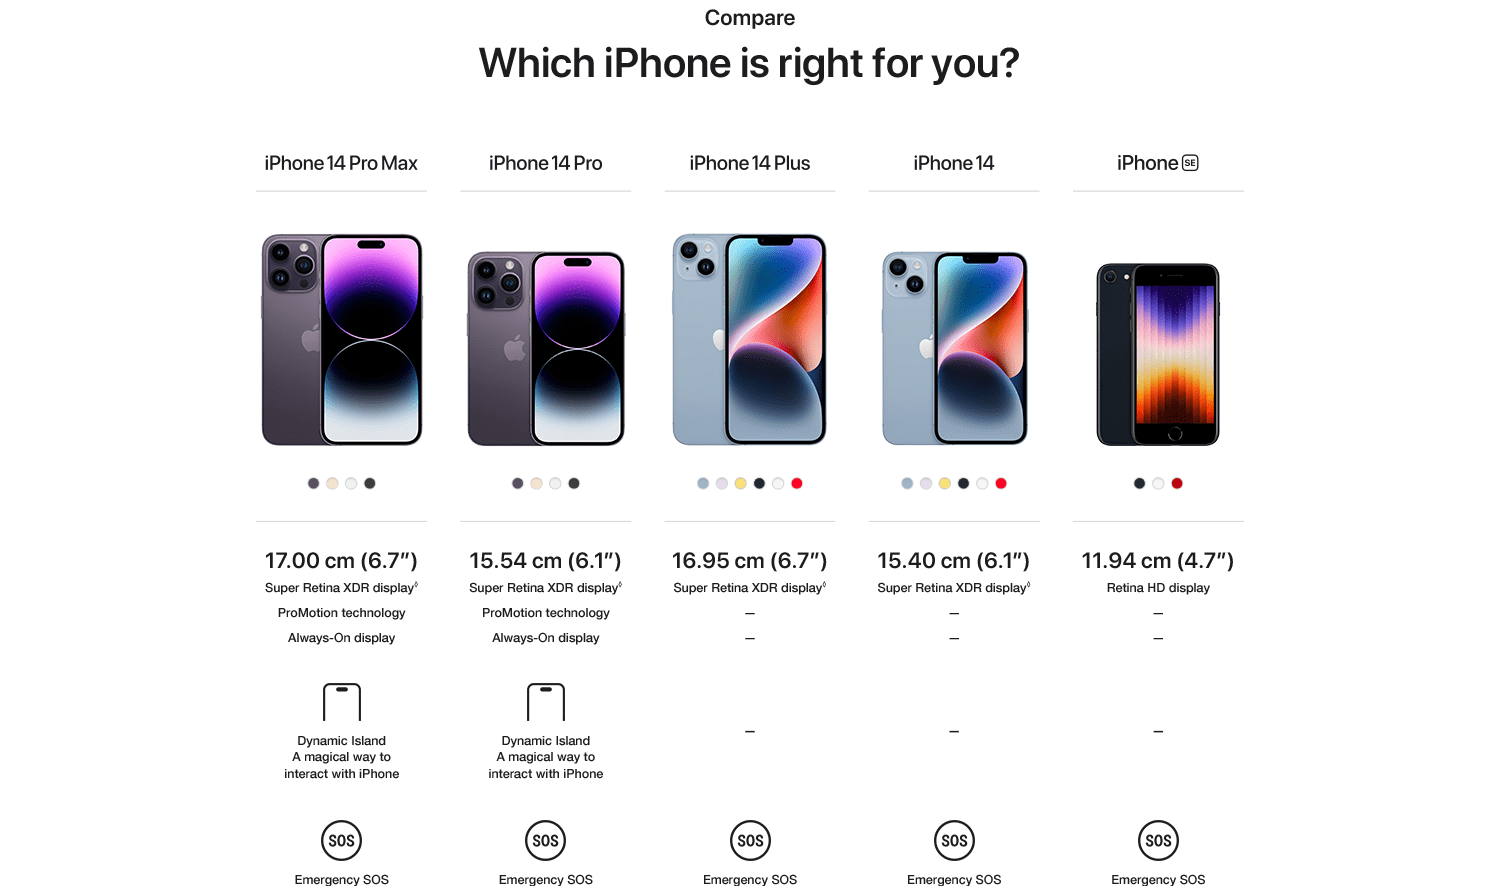 Compare
Which iPhone is right for you?
iPhone 14 Pro Max
iPhone 14 Pro
iPhone 14 Plus
iPhone 14
iPhone SE
17.00 cm (6.7″)
Super Retina XDR display◊
ProMotion technology
Always-On display
Dynamic Island
A magical way to
interact with iPhone
SOS
Emergency SOS
15.54 cm (6.1″)
Super Retina XDR display◊
ProMotion technology
Always-On display
Dynamic Island
A magical way to
interact with iPhone
SOS
Emergency SOS
16.95 cm (6.7″)
Super Retina XDR display◊
–
–
–
SOS
Emergency SOS
15.40 cm (6.1″)
Super Retina XDR display◊
–
–
–
SOS
Emergency SOS
11.94 cm (4.7″)
Retina HD display
–
–
–
SOS
Emergency SOS